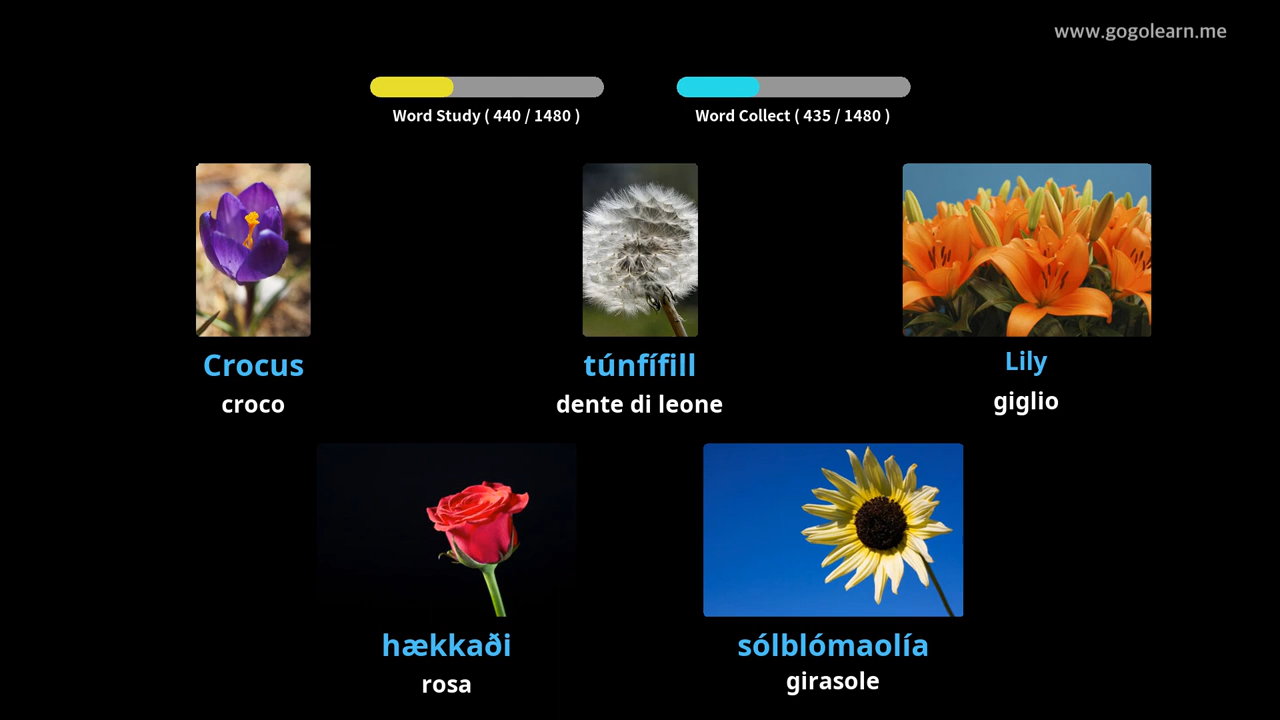 www.gogolearn.me
Word Study ( 440 / 1480 )
Word Collect ( 435 / 1480 )
Crocus
croco
túnfífill
dente di leone
Lily
giglio
hækkaði
rosa
sólblómaolía
girasole